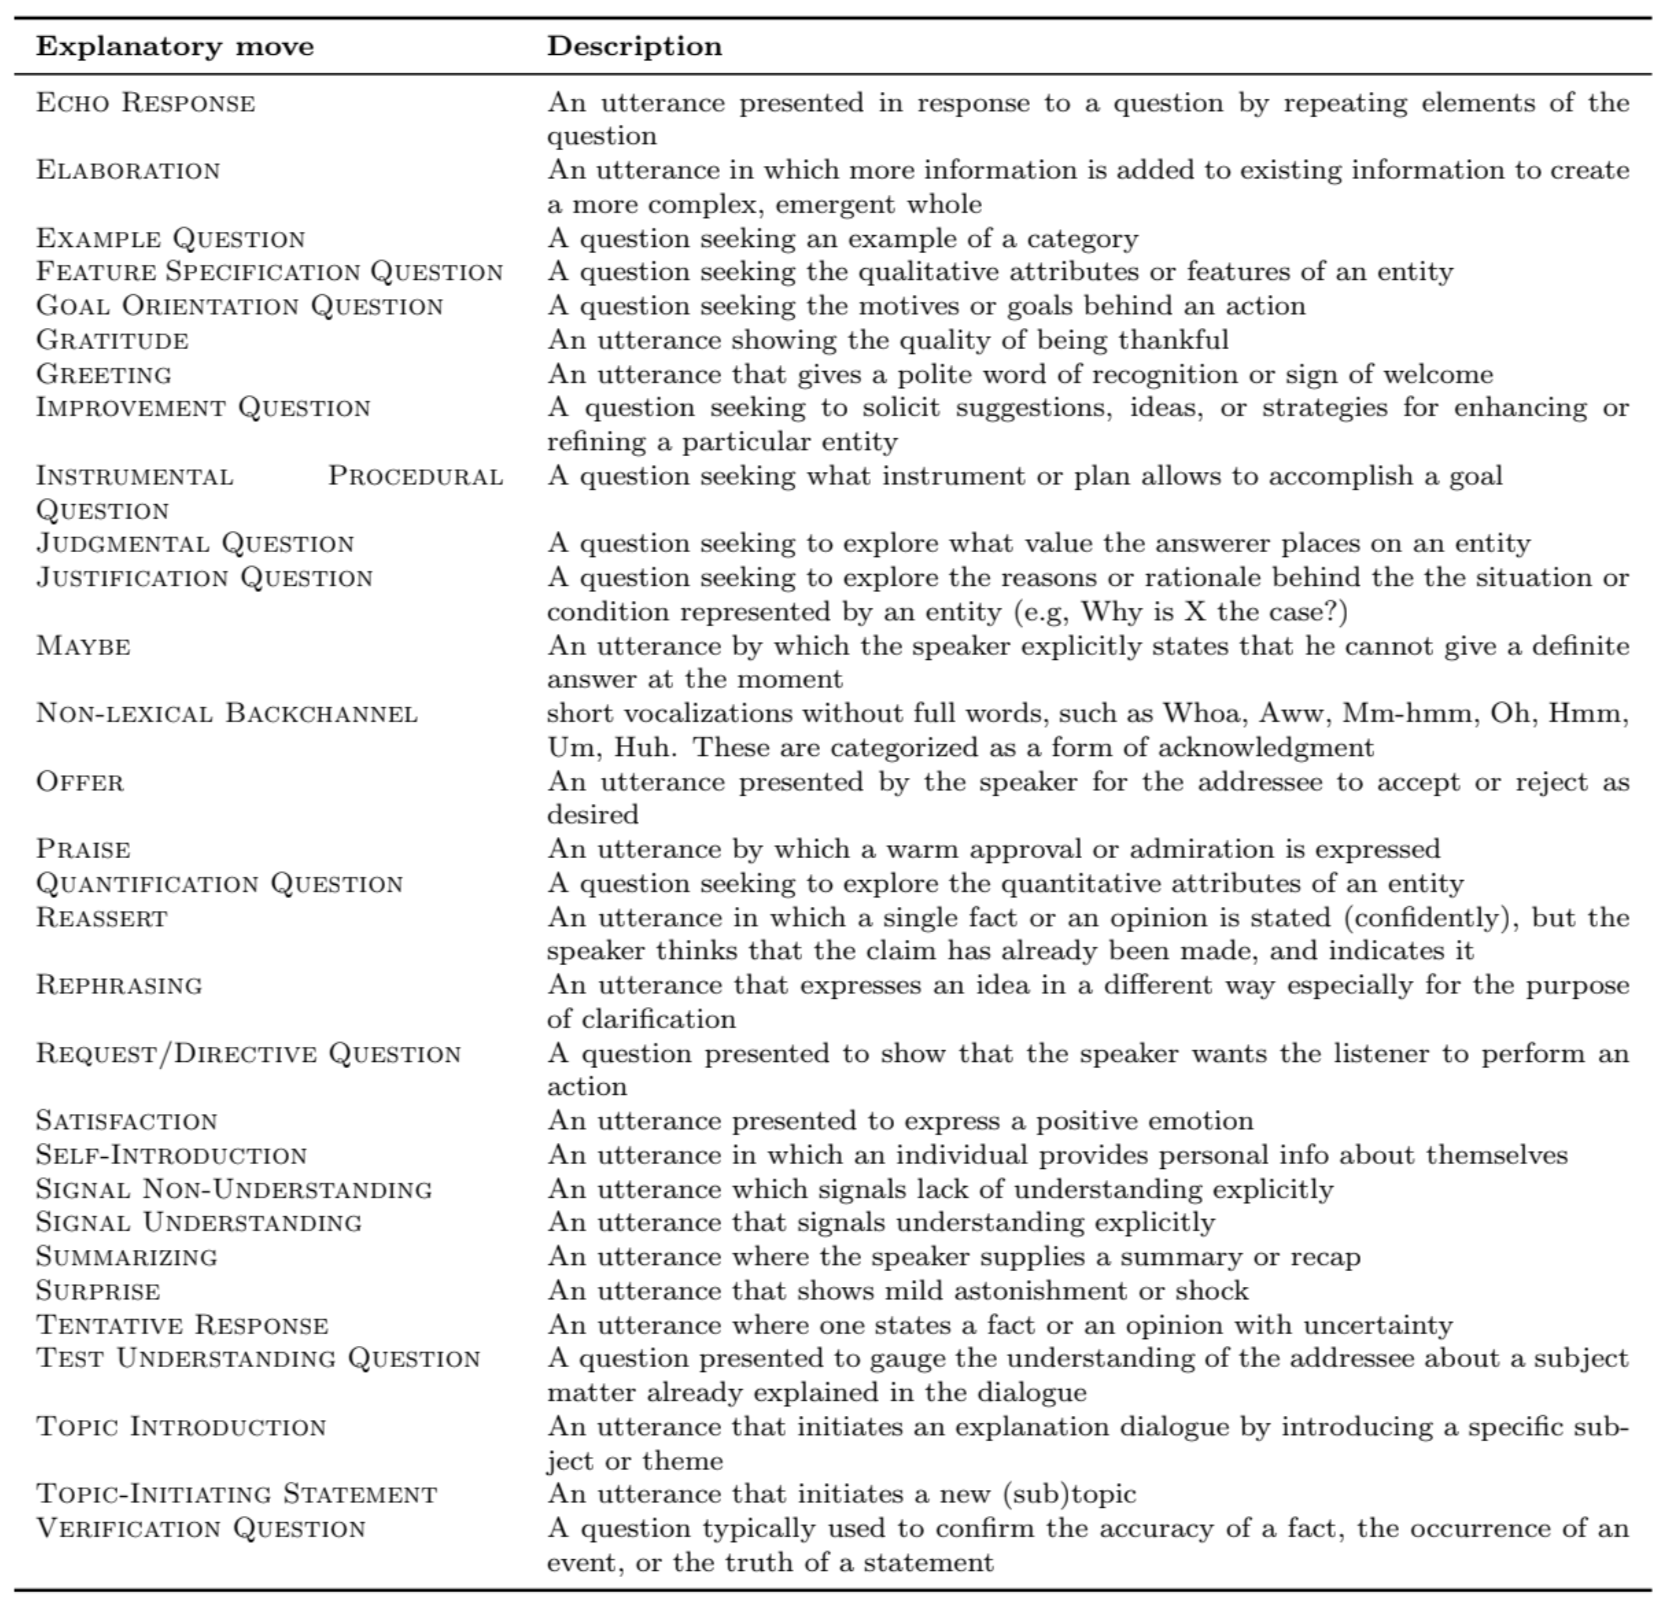 Explanatory move Description
ECHO RESPONSE An utterance presented in response to a question by repeating elements of the
question
ELABORATION An utterance in which more information is added to existing information to create
a more complex, emergent whole
EXAMPLE QUESTION A question seeking an example of a category
FEATURE SPECIFICATION QUESTION A question seeking the qualitative attributes or features of an entity
GOAL ORIENTATION QUESTION A question seeking the motives or goals behind an action
GRATITUDE An utterance showing the quality of being thankful
GREETING An utterance that gives a polite word of recognition or sign of welcome
IMPROVEMENT QUESTION A question seeking to solicit suggestions, ideas, or strategies for enhancing or
refining a particular entity
INSTRUMENTAL PROCEDURAL A question seeking what instrument or plan allows to accomplish a goal
QUESTION
JUDGMENTAL QUESTION A question seeking to explore what value the answerer places on an entity
JUSTIFICATION QUESTION A question seeking to explore the reasons or rationale behind the the situation or
condition represented by an entity (e.g, Why is X the case?)
MAYBE An utterance by which the speaker explicitly states that he cannot give a definite
answer at the moment
NON-LEXICAL BACKCHANNEL short vocalizations without full words, such as Whoa, Aww, Mm-hmm, Oh, Hmm,
Um, Huh. These are categorized as a form of acknowledgment
OFFER An utterance presented by the speaker for the addressee to accept or reject as
desired
PRAISE An utterance by which a warm approval or admiration is expressed
QUANTIFICATION QUESTION A question seeking to explore the quantitative attributes of an entity
REASSERT An utterance in which a single fact or an opinion is stated (confidently), but the
speaker thinks that the claim has already been made, and indicates it
REPHRASING An utterance that expresses an idea in a different way especially for the purpose
of clarification
REQUEST/DIRECTIVE QUESTION A question presented to show that the speaker wants the listener to perform an
action
SATISFACTION An utterance presented to express a positive emotion
SELF-INTRODUCTION An utterance in which an individual provides personal info about themselves
SIGNAL NON-UNDERSTANDING An utterance which signals lack of understanding explicitly
SIGNAL UNDERSTANDING An utterance that signals understanding explicitly
SUMMARIZING An utterance where the speaker supplies a summary or recap
SURPRISE An utterance that shows mild astonishment or shock
TENTATIVE RESPONSE An utterance where one states a fact or an opinion with uncertainty
TEST UNDERSTANDING QUESTION A question presented to gauge the understanding of the addressee about a subject
matter already explained in the dialogue
TOPIC INTRODUCTION An utterance that initiates an explanation dialogue by introducing a specific sub-
ject or theme
TOPIC-INITIATING STATEMENT An utterance that initiates a new (sub)topic
VERIFICATION QUESTION A question typically used to confirm the accuracy of a fact, the occurrence of an
event, or the truth of a statement